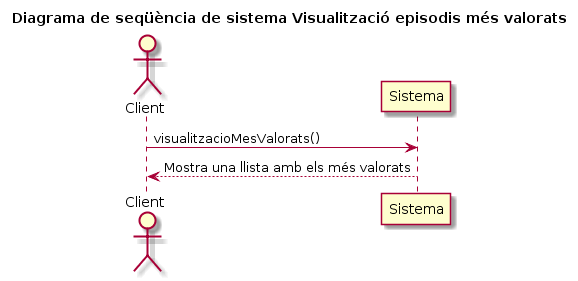 Diagrama de seqüència de sistema Visualització episodis més valorats
Client
Sistema
visualitzacioMesValorats()
Mostra una llista amb els més valorats
Client
Sistema